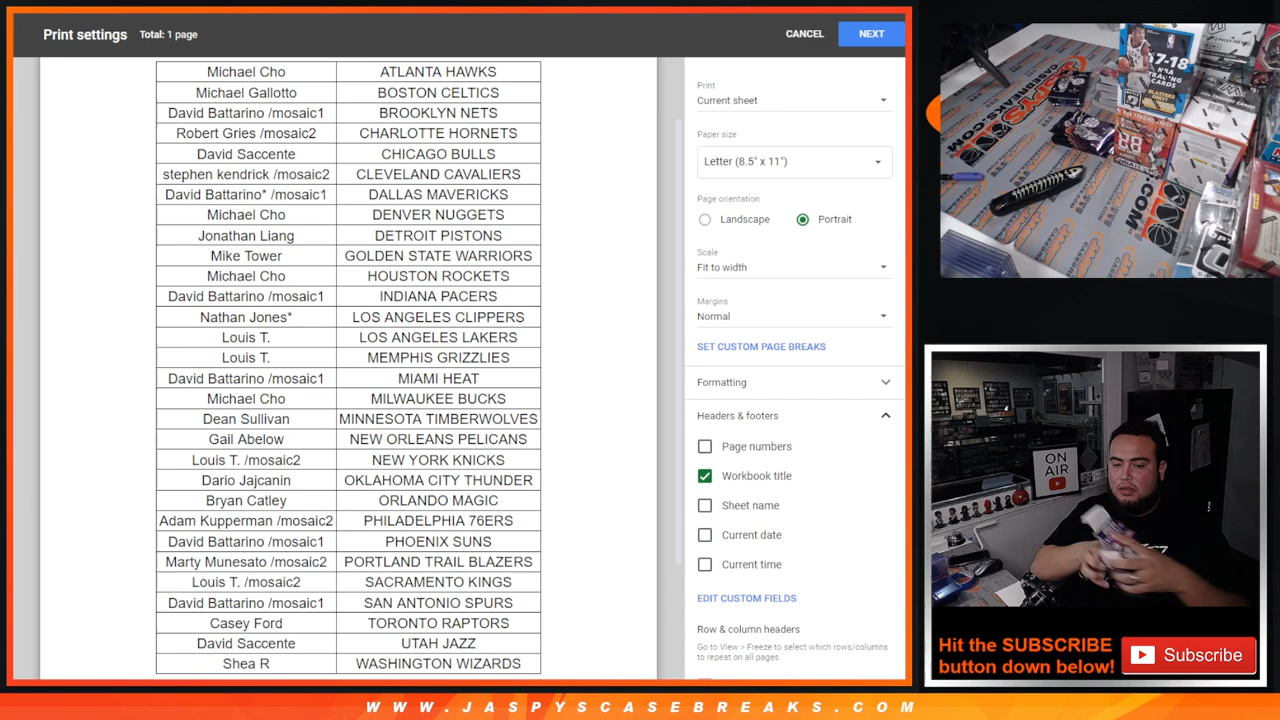 Print settings Total: 1 page CANCEL NEXT
Michael Cho ATLANTA HAWKS
Michael Gallotto BOSTON CELTICS
David Battarino /mosaic1 BROOKLYN NETS
Robert Gries /mosaic2 CHARLOTTE HORNETS
David Saccente CHICAGO BULLS
stephen kendrick /mosaic2 CLEVELAND CAVALIERS
David Battarino* /mosaic1 DALLAS MAVERICKS
Michael Cho DENVER NUGGETS
Jonathan Liang DETROIT PISTONS
Mike Tower GOLDEN STATE WARRIORS
Michael Cho HOUSTON ROCKETS
David Battarino /mosaic1 INDIANA PACERS
Nathan Jones* LOS ANGELES CLIPPERS
Louis T. LOS ANGELES LAKERS
Louis T. MEMPHIS GRIZZLIES
David Battarino /mosaic1 MIAMI HEAT
Michael Cho MILWAUKEE BUCKS
Dean Sullivan MINNESOTA TIMBERWOLVES
Gail Abelow NEW ORLEANS PELICANS
Louis T. /mosaic2 NEW YORK KNICKS
Dario Jajcanin OKLAHOMA CITY THUNDER
Bryan Catley ORLANDO MAGIC
Adam Kupperman /mosaic2 PHILADELPHIA 76ERS
David Battarino /mosaic1 PHOENIX SUNS
Marty Munesato /mosaic2 PORTLAND TRAIL BLAZERS
Louis T. /mosaic2 SACRAMENTO KINGS
David Battarino /mosaic1 SAN ANTONIO SPURS
Casey Ford TORONTO RAPTORS
David Saccente UTAH JAZZ
Shea R WASHINGTON WIZARDS
Print
Current sheet
Paper size
Letter (8.5" x 11")
Page orientation
Landscape Portrait
Scale
Fit to width
Margins
Normal
SET CUSTOM PAGE BREAKS
Formatting
Headers & footers
Page numbers
Workbook title
Sheet name
Current date
Current time
EDIT CUSTOM FIELDS
Row & column headers
Go to View > Freeze to select which rows/columns
to repeat on all pages
17-18
NBA
TRADING
CARDS
88
ON
AIR
Hit the SUBSCRIBE
button down below!
Subscribe
WWW.JASPYSCASEBREAKS.COM